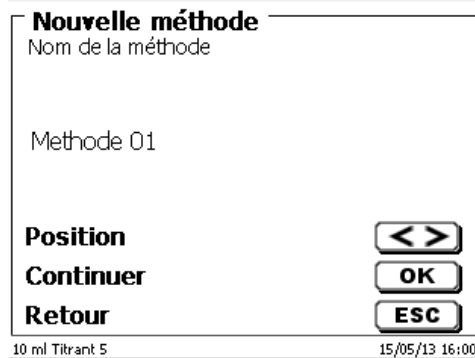 Nouvelle méthode
Nom de la méthode
Methode 01
Position < >
Continuer OK
Retour ESC
10 ml Titrant 5 15/05/13 16:00